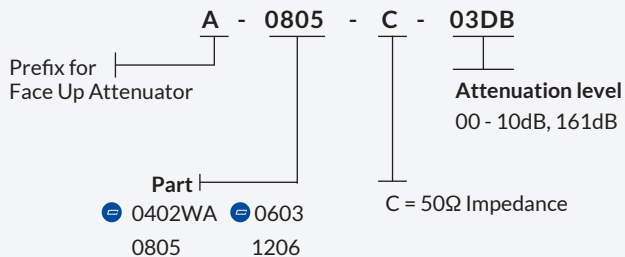 A - 0805 - C - 03DB
Prefix for
Face Up Attenuator
Attenuation level
00 - 10dB, 161dB
Part
0402WA 0603
0805 1206
C = 50Ω Impedance